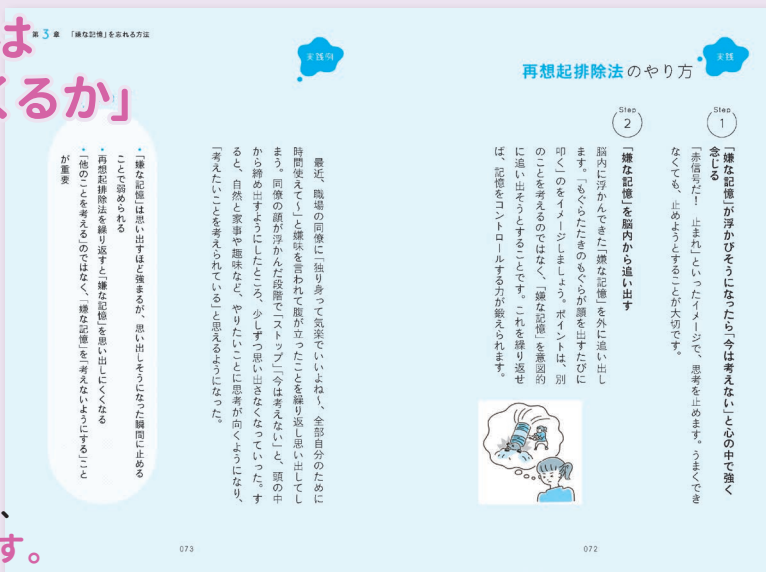 は
くるか」
、
す。
実践
再想起排除法のやり方
Step
1
「嫌な記憶」が浮かびそうになったら「今は考えない」と心の中で強く
念じる
「赤信号だ！　止まれ」といったイメージで、思考を止めます。うまくでき
なくても、止めようとすることが大切です。
Step
2
「嫌な記憶」を脳内から追い出す
脳内に浮かんできた「嫌な記憶」を外に追い出し
ます。「もぐらたたきのもぐらが顔を出すたびに
叩く」のをイメージしましょう。ポイントは、別
のことを考えるのではなく、「嫌な記憶」を意図的
に追い出そうとすることです。これを繰り返せ
ば、記憶をコントロールする力が鍛えられます。
072
第3章　「嫌な記憶」を忘れる方法
実践例
最近、職場の同僚に「独り身って気楽でいいよね〜、全部自分のために
時間使えて〜」と嫌味を言われて腹が立ったことを繰り返し思い出してし
まう。同僚の顔が浮かんだ段階で「ストップ」「今は考えない」と、頭の中
から締め出すようにしたところ、少しずつ思い出さなくなっていった。す
ると、自然と家事や趣味など、やりたいことに思考が向くようになり、
「考えたいことを考えられている」と思えるようになった。
・「嫌な記憶」は思い出すほど強まるが、思い出しそうになった瞬間に止める
ことで弱められる
・再想起排除法を繰り返すと「嫌な記憶」を思い出しにくくなる
・「他のことを考える」のではなく、「嫌な記憶」を「考えないようにする」こと
が重要
073